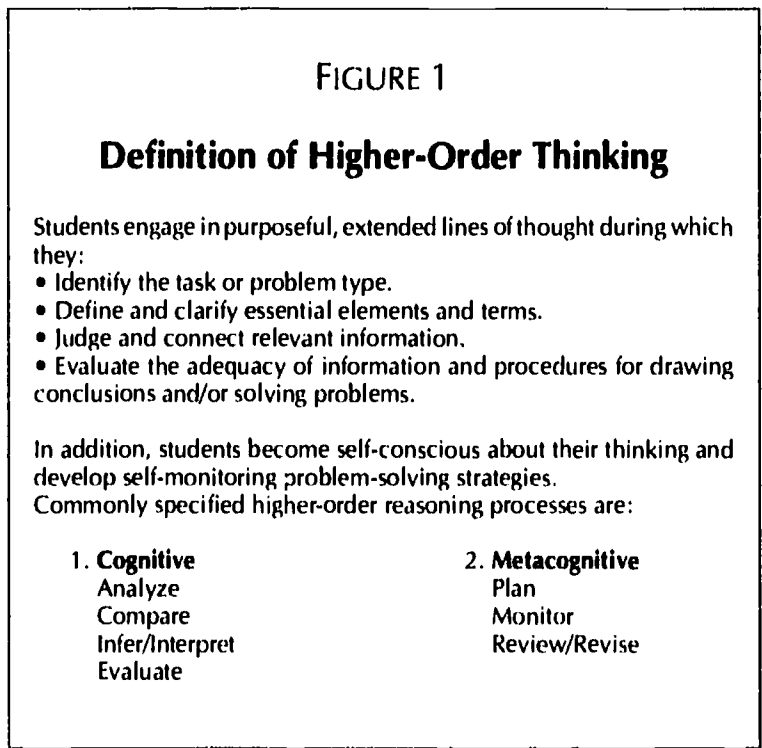 FIGURE 1
Definition of Higher-Order Thinking
Students engage in purposeful, extended lines of thought during which
they:
• Identify the task or problem type.
• Define and clarify essential elements and terms.
• Judge and connect relevant information.
• Evaluate the adequacy of information and procedures for drawing
conclusions and/or solving problems.
In addition, students become self-conscious about their thinking and
develop self-monitoring problem-solving strategies.
Commonly specified higher-order reasoning processes are:
1. Cognitive
Analyze
Compare
Infer/Interpret
Evaluate
2. Metacognitive
Plan
Monitor
Review/Revise